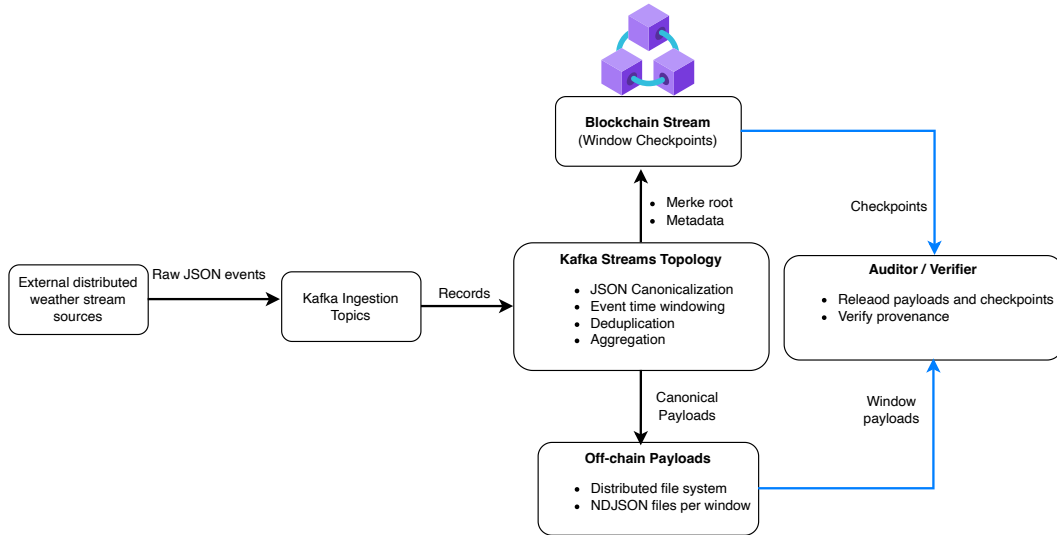 Blockchain Stream
(Window Checkpoints)
• Merke root
• Metadata
Checkpoints
External distributed
weather stream
sources
Raw JSON events
Kafka Ingestion
Topics
Records
Kafka Streams Topology
• JSON Canonicalization
• Event time windowing
• Deduplication
• Aggregation
Auditor / Verifier
• Releaod payloads and checkpoints
• Verify provenance
Canonical
Payloads
Window
payloads
Off-chain Payloads
• Distributed file system
• NDJSON files per window